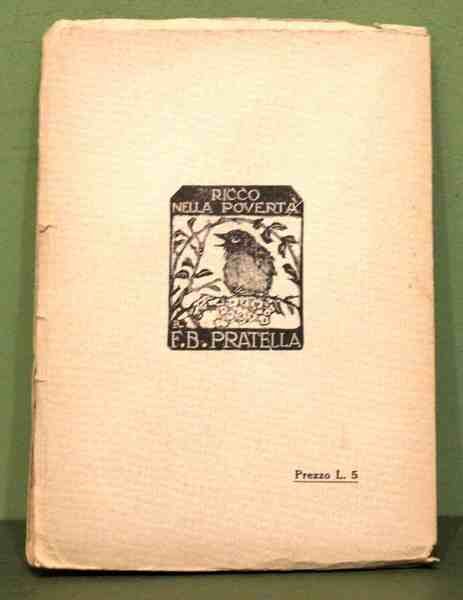 RICCO
NELLA POVERTÀ
F.B. PRATELLA
Prezzo L. 5